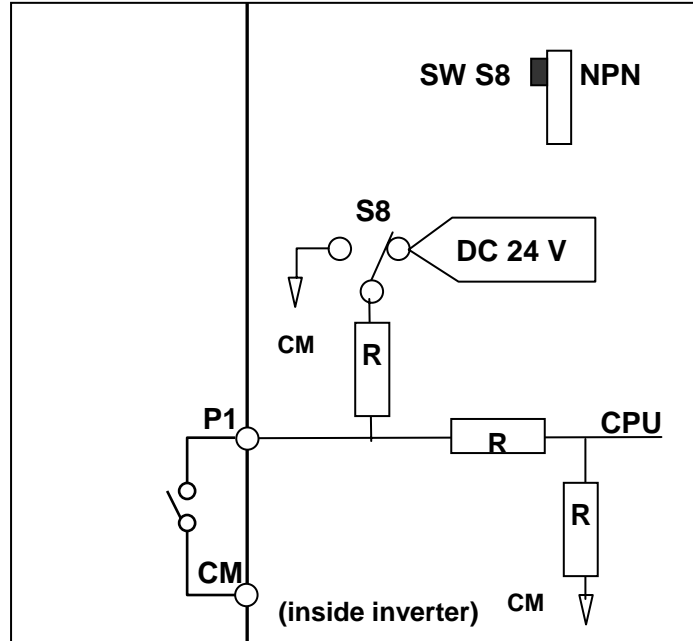 SW S8 NPN
S8
DC 24 V
CM
R
P1
R
CPU
R
CM
(inside inverter)
CM